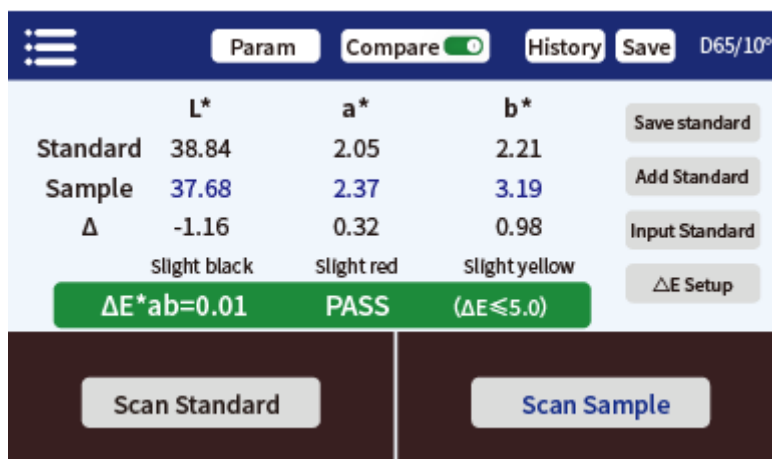 Param Compare History Save D65/10°
L* a* b*
Save standard
Standard 38.84 2.05 2.21
Sample 37.68 2.37 3.19
Add Standard
Δ -1.16 0.32 0.98
Input Standard
Slight black Slight red Slight yellow
△E Setup
ΔE*ab=0.01 PASS (ΔE≤5.0)
Scan Standard Scan Sample